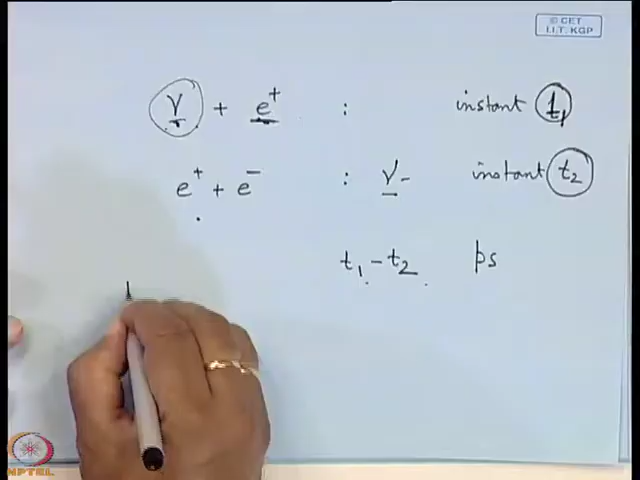 © CET
I.I.T. KGP
γ + e⁺ : instant t₁
e⁺ + e⁻ : γ - instant t₂
t₁ - t₂ ps
NPTEL